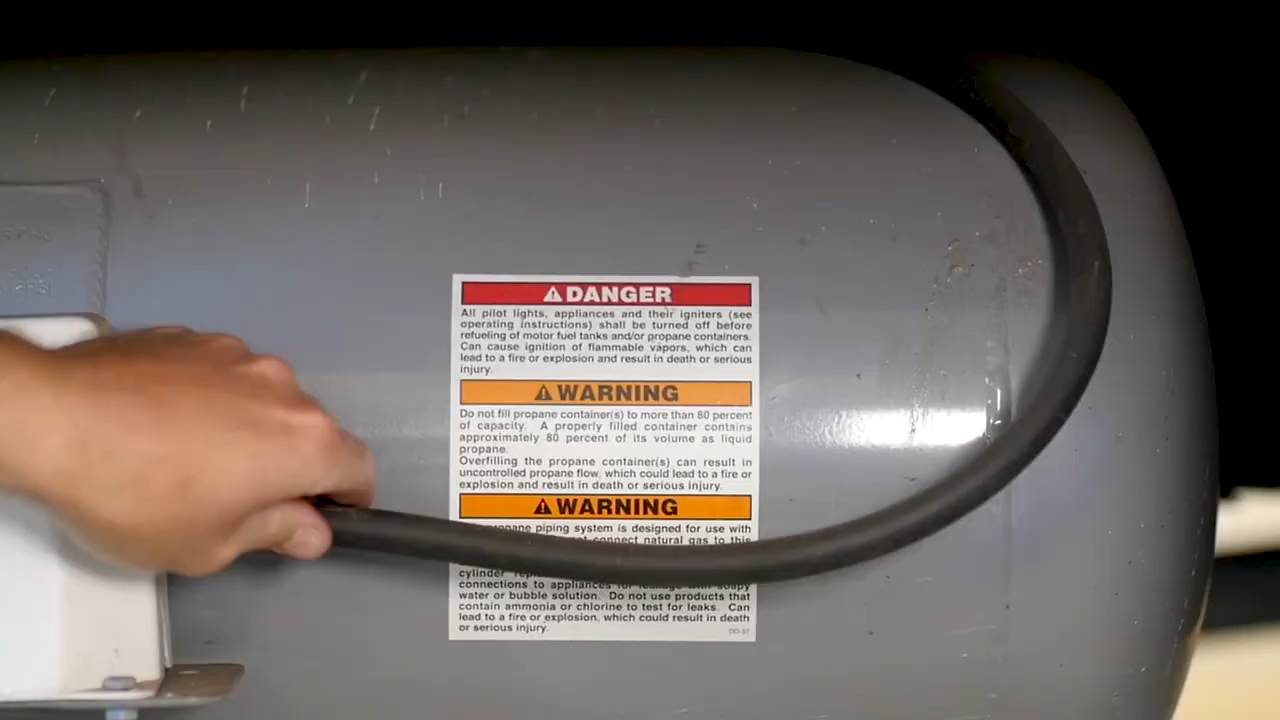 DANGER
All pilot lights, appliances and their igniters (see
operating instructions) shall be turned off before
refueling of motor fuel tanks and/or propane containers.
Can cause ignition of flammable vapors, which can
lead to a fire or explosion and result in death or serious
injury.
WARNING
Do not fill propane container(s) to more than 80 percent
of capacity. A properly filled container contains
approximately 80 percent of its volume as liquid
propane.
Overfilling the propane container(s) can result in
uncontrolled propane flow, which could lead to a fire or
explosion and result in death or serious injury.
WARNING
propane piping system is designed for use with
connect natural gas to this
cylinder
connections to appliances for leakage with soapy
water or bubble solution. Do not use products that
contain ammonia or chlorine to test for leaks. Can
lead to a fire or explosion, which could result in death
or serious injury.